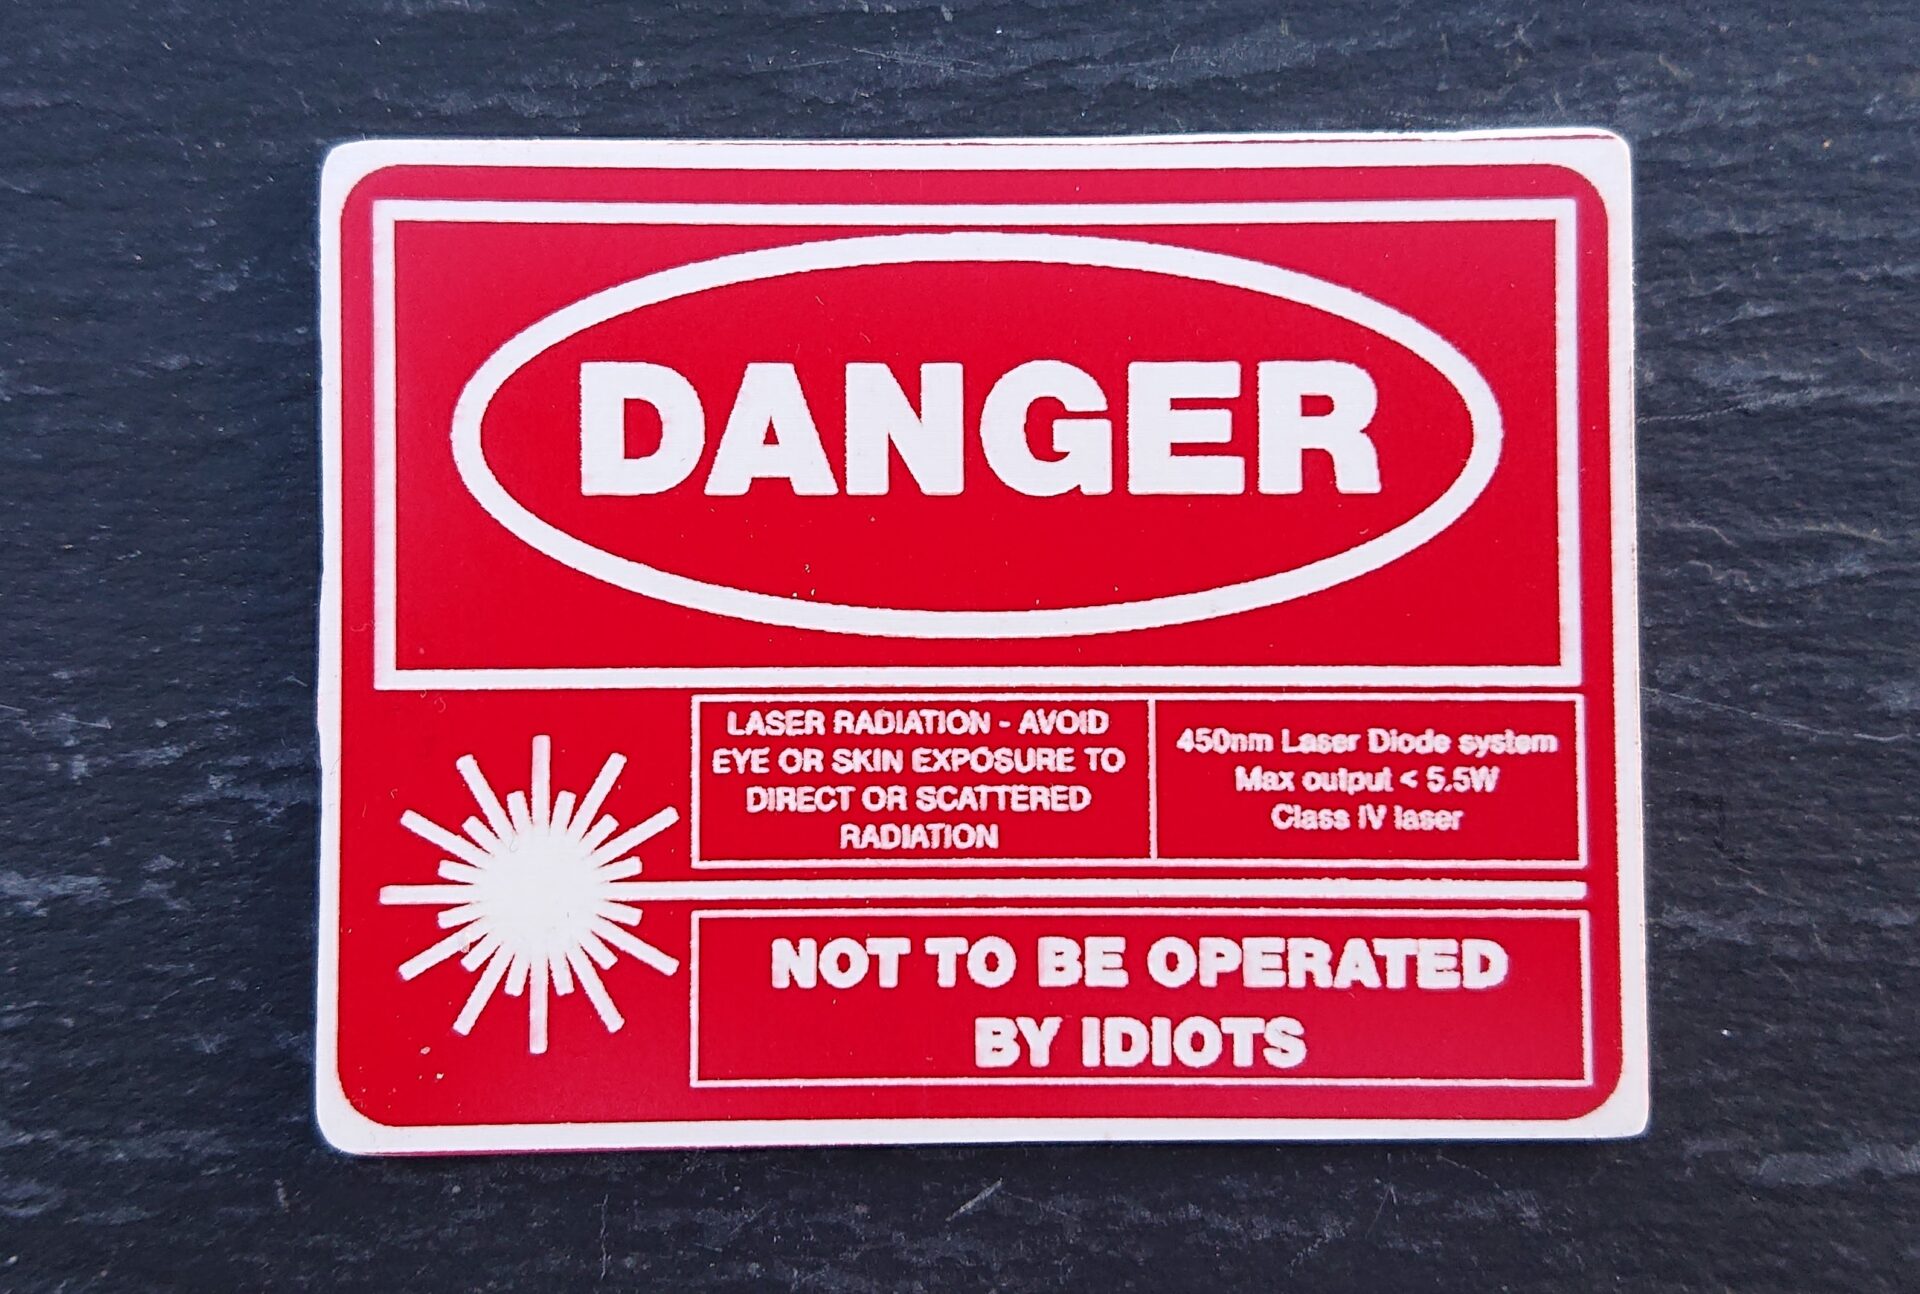 DANGER
LASER RADIATION - AVOID
EYE OR SKIN EXPOSURE TO
DIRECT OR SCATTERED
RADIATION
450nm Laser Diode system
Max output < 5.5W
Class IV laser
NOT TO BE OPERATED
BY IDIOTS